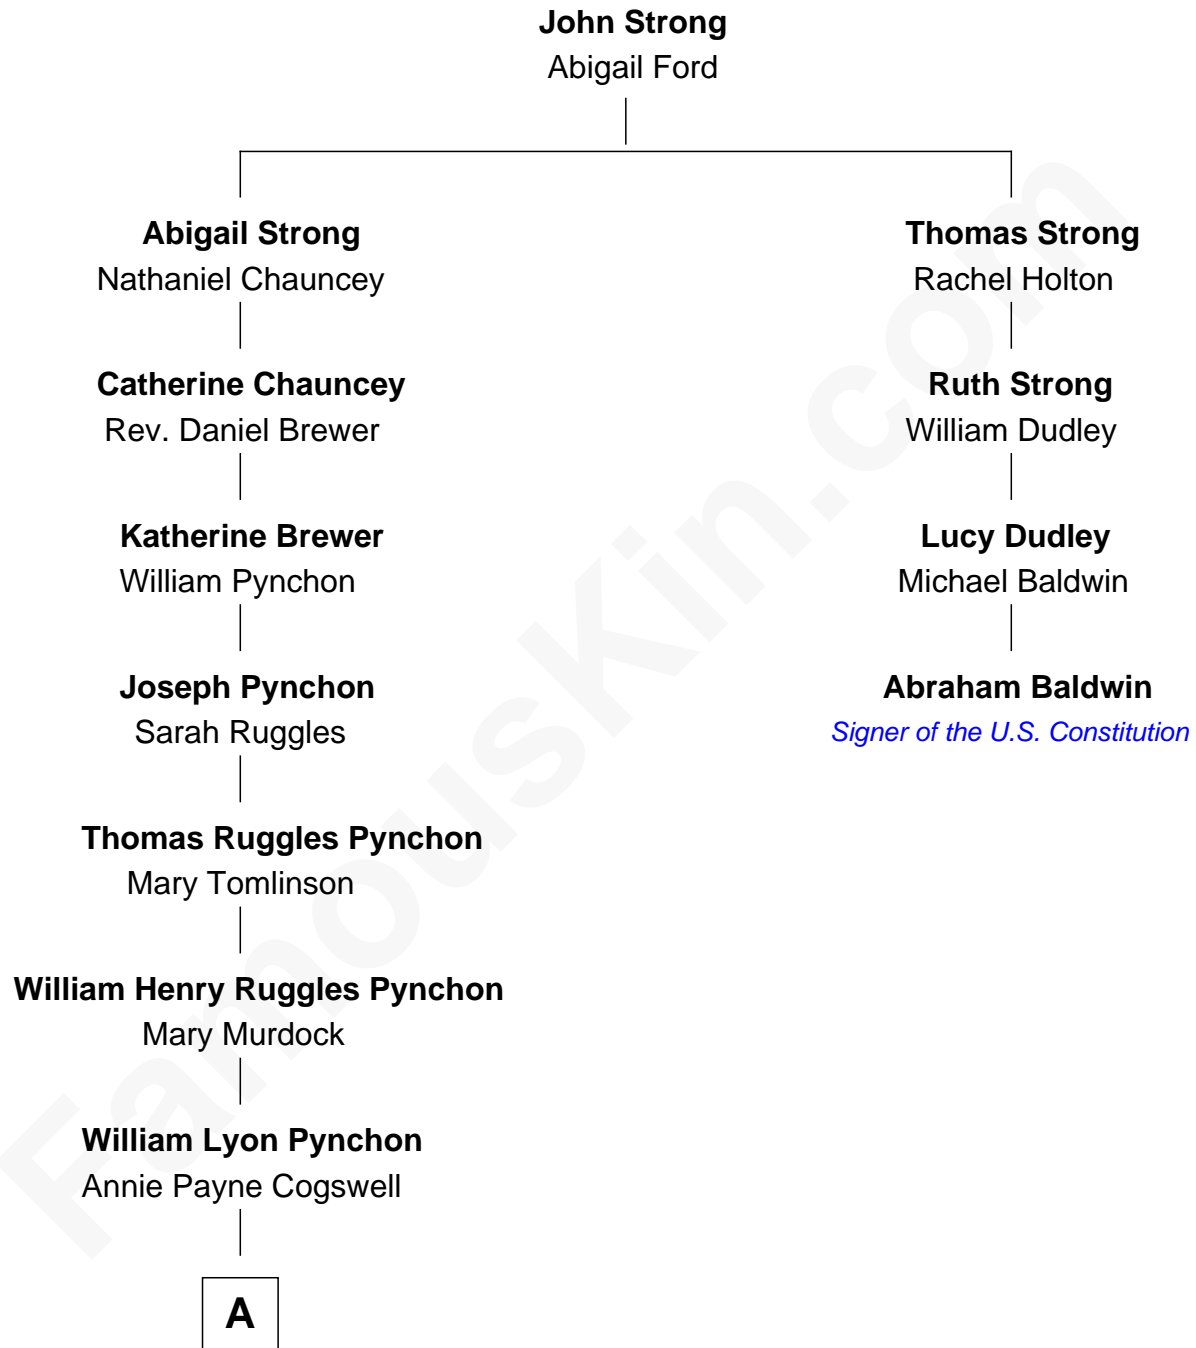 John Strong
Abigail Ford
Abigail Strong
Nathaniel Chauncey
Thomas Strong
Rachel Holton
Catherine Chauncey
Rev. Daniel Brewer
Ruth Strong
William Dudley
Katherine Brewer
William Pynchon
Lucy Dudley
Michael Baldwin
Joseph Pynchon
Sarah Ruggles
Abraham Baldwin
Signer of the U.S. Constitution
Thomas Ruggles Pynchon
Mary Tomlinson
William Henry Ruggles Pynchon
Mary Murdock
William Lyon Pynchon
Annie Payne Cogswell
A
FamousKin.com